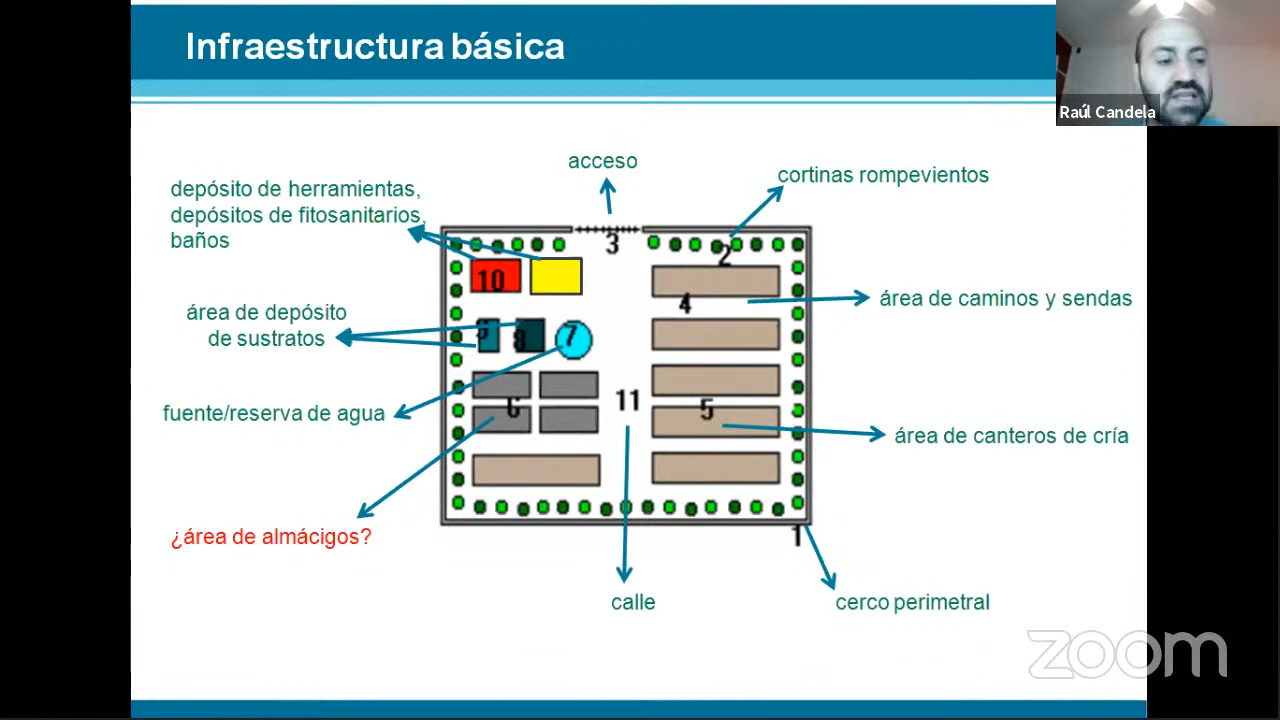 Infraestructura básica
Raúl Candela
acceso
cortinas rompevientos
depósito de herramientas,
depósitos de fitosanitarios,
baños
3
2
10
área de caminos y sendas
4
área de depósito
de sustratos
9
8
7
fuente/reserva de agua
6
11
5
área de canteros de cría
¿área de almácigos?
1
calle
cerco perimetral
zoom